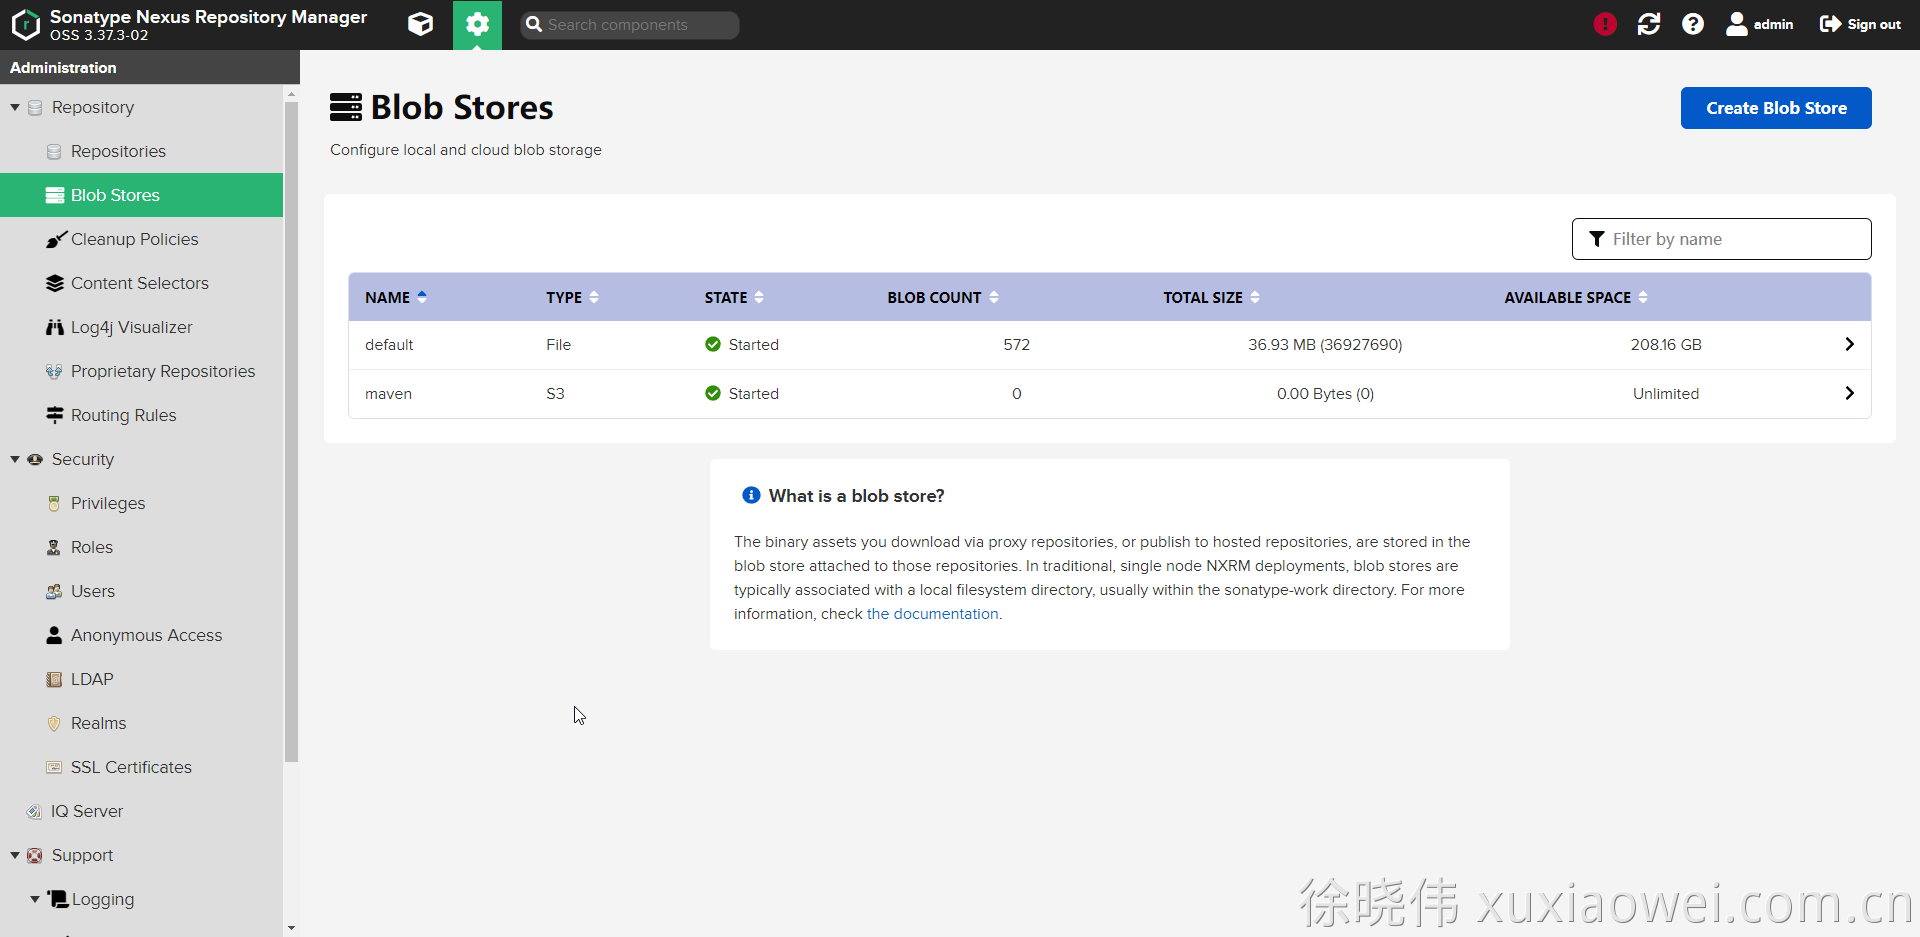 Sonatype Nexus Repository Manager
OSS 3.37.3-02
Search components
admin
Sign out
Administration
Repository
Repositories
Blob Stores
Cleanup Policies
Content Selectors
Log4j Visualizer
Proprietary Repositories
Routing Rules
Security
Privileges
Roles
Users
Anonymous Access
LDAP
Realms
SSL Certificates
IQ Server
Support
Logging
Blob Stores
Create Blob Store
Configure local and cloud blob storage
Filter by name
NAME TYPE STATE BLOB COUNT TOTAL SIZE AVAILABLE SPACE
default File Started 572 36.93 MB (36927690) 208.16 GB
maven S3 Started 0 0.00 Bytes (0) Unlimited
What is a blob store?
The binary assets you download via proxy repositories, or publish to hosted repositories, are stored in the
blob store attached to those repositories. In traditional, single node NXRM deployments, blob stores are
typically associated with a local filesystem directory, usually within the sonatype-work directory. For more
information, check the documentation.
徐晓伟 xuxiaowei.com.cn